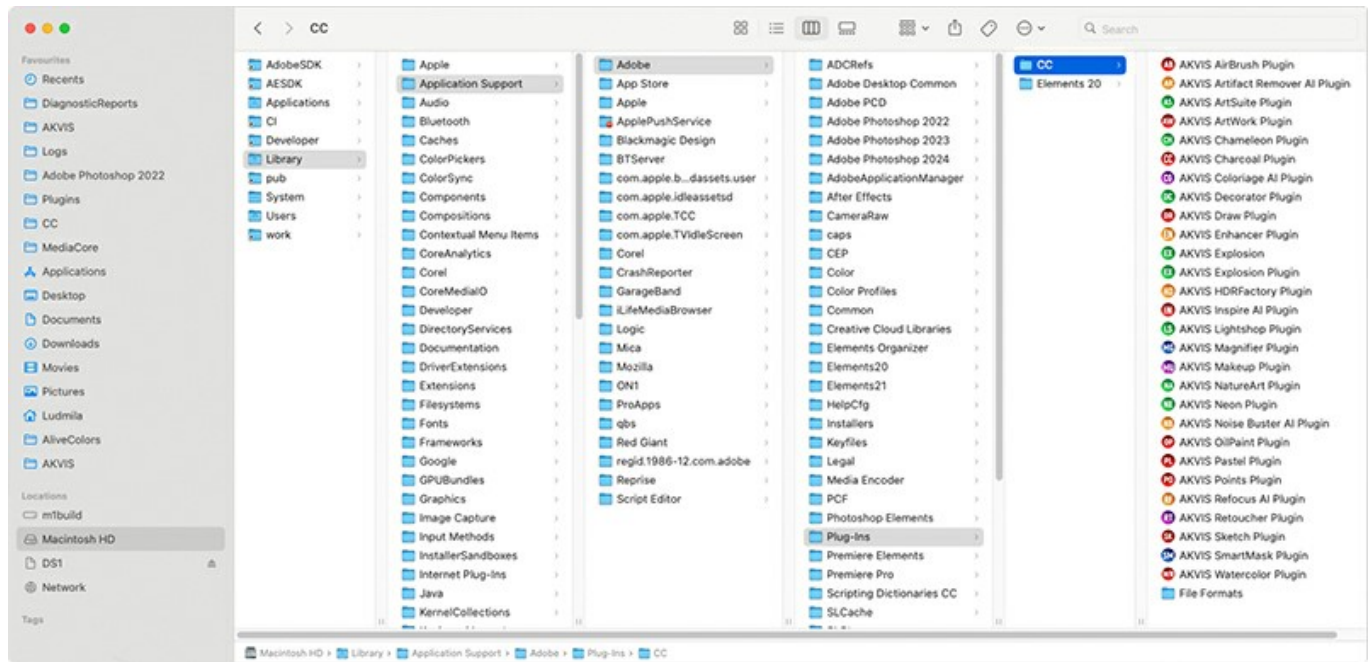 CC
Search
Favourites
Recents
DiagnosticReports
AKVIS
Logs
Adobe Photoshop 2022
Plugins
CC
MediaCore
Applications
Desktop
Documents
Downloads
Movies
Pictures
Ludmila
AliveColors
AKVIS
Locations
m1build
Macintosh HD
DS1
Network
Tags
AdobeSDK
AESDK
Applications
CI
Developer
Library
pub
System
Users
work
Apple
Application Support
Audio
Bluetooth
Caches
ColorPickers
ColorSync
Components
Compositions
Contextual Menu Items
CoreAnalytics
Corel
CoreMediaIO
Developer
DirectoryServices
Documentation
DriverExtensions
Extensions
Filesystems
Fonts
Frameworks
Google
GPUBundles
Graphics
Image Capture
Input Methods
InstallerSandboxes
Internet Plug-Ins
Java
KernelCollections
Adobe
App Store
Apple
ApplePushService
Blackmagic Design
BTServer
com.apple.b...dassets.user
com.apple.idleassetsd
com.apple.TCC
com.apple.TVIdleScreen
Corel
CrashReporter
GarageBand
iLifeMediaBrowser
Logic
Mica
Mozilla
ON1
ProApps
qbs
Red Giant
regid.1986-12.com.adobe
Reprise
Script Editor
ADCRefs
Adobe Desktop Common
Adobe PCD
Adobe Photoshop 2022
Adobe Photoshop 2023
Adobe Photoshop 2024
AdobeApplicationManager
After Effects
CameraRaw
caps
CEP
Color
Color Profiles
Common
Creative Cloud Libraries
Elements Organizer
Elements20
Elements21
HelpCfg
Installers
Keyfiles
Legal
Media Encoder
PCF
Photoshop Elements
Plug-Ins
Premiere Elements
Premiere Pro
Scripting Dictionaries CC
SLCache
CC
Elements 20
AKVIS AirBrush Plugin
AKVIS Artifact Remover AI Plugin
AKVIS ArtSuite Plugin
AKVIS ArtWork Plugin
AKVIS Chameleon Plugin
AKVIS Charcoal Plugin
AKVIS Coloriage AI Plugin
AKVIS Decorator Plugin
AKVIS Draw Plugin
AKVIS Enhancer Plugin
AKVIS Explosion
AKVIS Explosion Plugin
AKVIS HDRFactory Plugin
AKVIS Inspire AI Plugin
AKVIS Lightshop Plugin
AKVIS Magnifier Plugin
AKVIS Makeup Plugin
AKVIS NatureArt Plugin
AKVIS Neon Plugin
AKVIS Noise Buster AI Plugin
AKVIS OilPaint Plugin
AKVIS Pastel Plugin
AKVIS Points Plugin
AKVIS Refocus AI Plugin
AKVIS Retoucher Plugin
AKVIS Sketch Plugin
AKVIS SmartMask Plugin
AKVIS Watercolor Plugin
File Formats
Macintosh HD › Library › Application Support › Adobe › Plug-Ins › CC